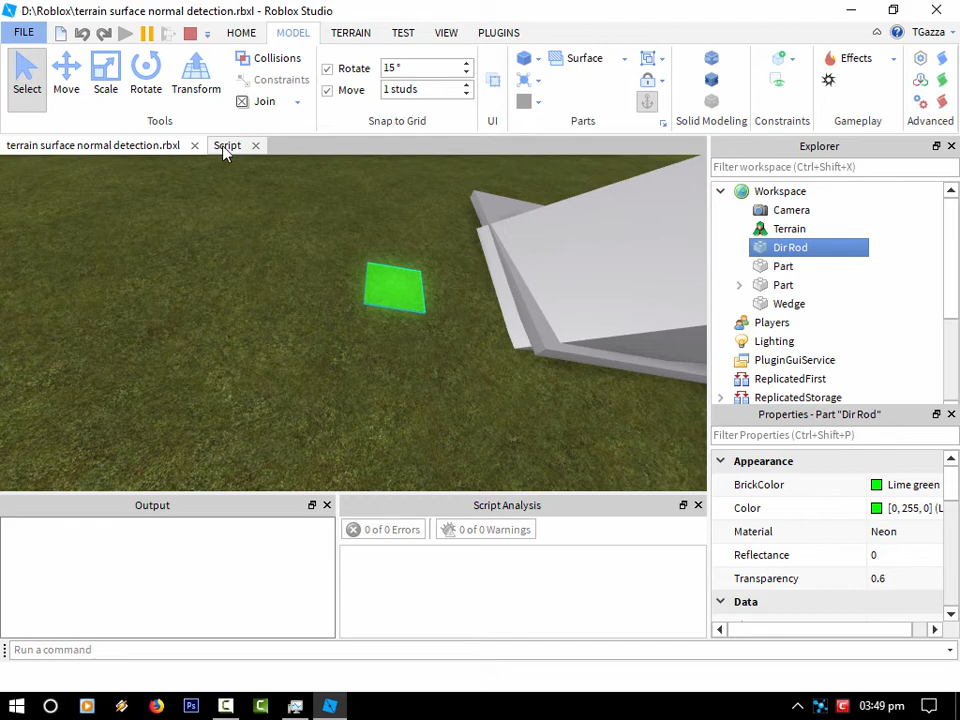 D:\Roblox\terrain surface normal detection.rbxl - Roblox Studio
FILE HOME MODEL TERRAIN TEST VIEW PLUGINS TGazza
Select Move Scale Rotate Transform
Collisions
Constraints
Join
Tools
Rotate 15°
Move 1 studs
Snap to Grid
UI
Surface
Parts
Solid Modeling
Constraints
Effects
Gameplay
Advanced
terrain surface normal detection.rbxl Script
Explorer
Filter workspace (Ctrl+Shift+X)
Workspace
Camera
Terrain
Dir Rod
Part
Part
Wedge
Players
Lighting
PluginGuiService
ReplicatedFirst
ReplicatedStorage
Properties - Part "Dir Rod"
Filter Properties (Ctrl+Shift+P)
Appearance
BrickColor Lime green
Color [0, 255, 0] (L
Material Neon
Reflectance 0
Transparency 0.6
Data
Output
Script Analysis
0 of 0 Errors 0 of 0 Warnings
Run a command
03:49 pm